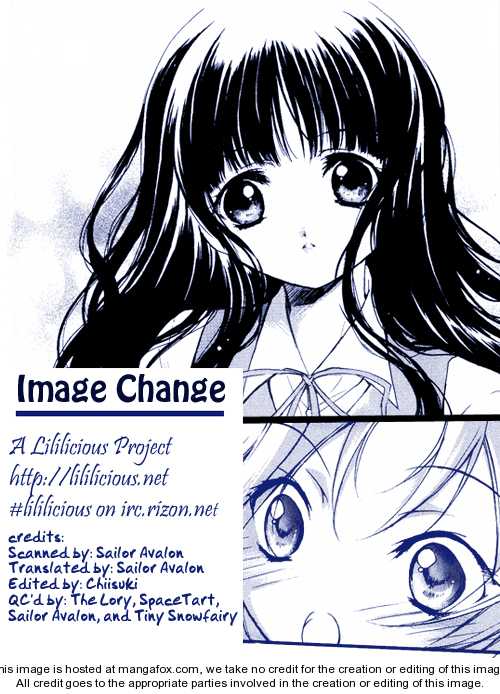 Image Change
A Lililicious Project
http://lililicious.net
#lililicious on irc.rizon.net
credits:
Scanned by: Sailor Avalon
Translated by: Sailor Avalon
Edited by: Chiisuki
QC'd by: The Lory, SpaceTart,
Sailor Avalon, and Tiny Snowfairy
his image is hosted at mangafox.com, we take no credit for the creation or editing of this imag
All credit goes to the appropriate parties involved in the creation or editing of this image.